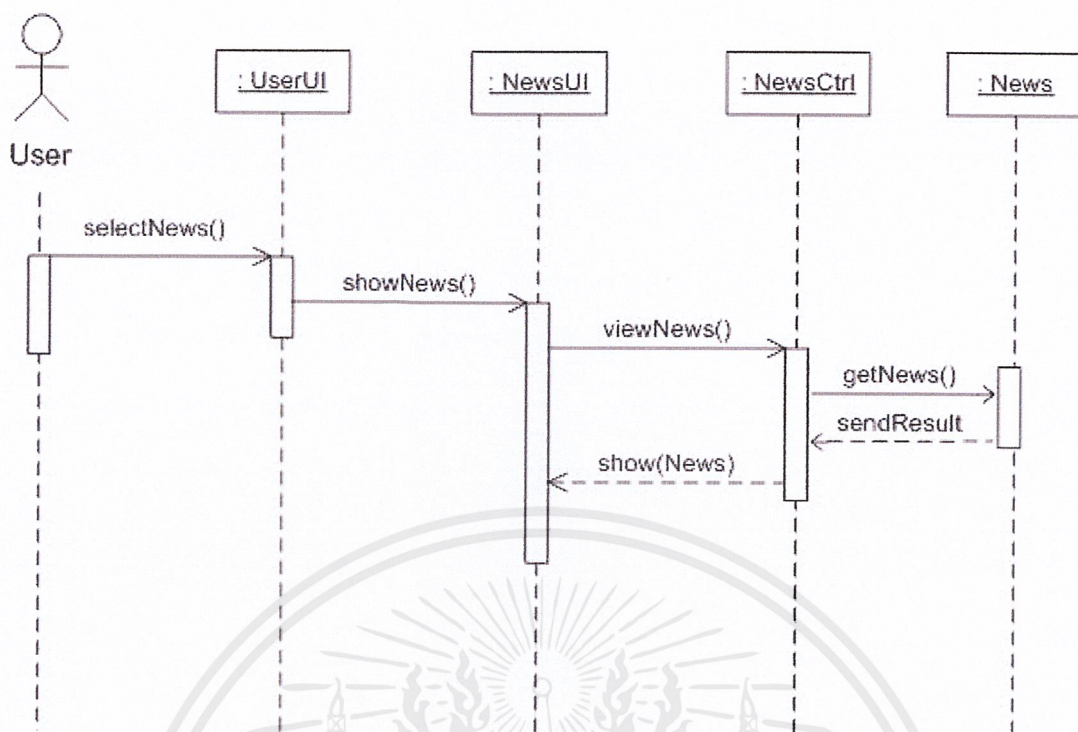 : UserUI
: NewsUI
: NewsCtrl
: News
User
selectNews()
showNews()
viewNews()
getNews()
sendResult
show(News)